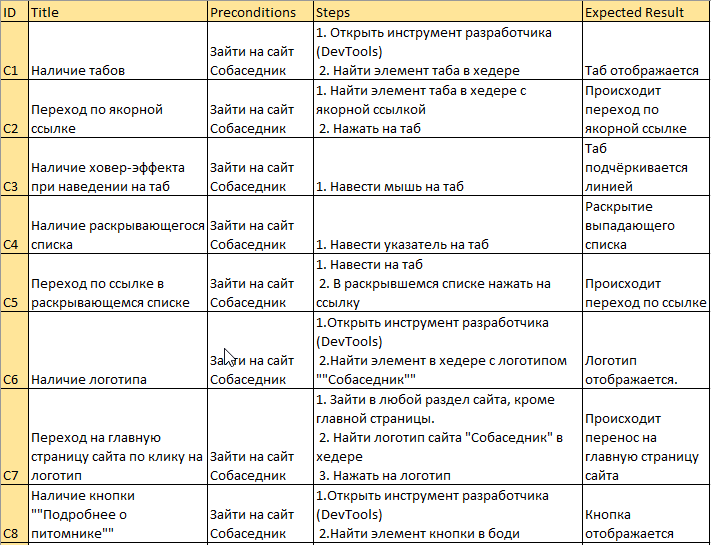 ID Title Preconditions Steps Expected Result
C1
Наличие табов
Зайти на сайт
Собаседник
1. Открыть инструмент разработчика
(DevTools)
2. Найти элемент таба в хедере
Таб отображается
C2
Переход по якорной
ссылке
Зайти на сайт
Собаседник
1. Найти элемент таба в хедере с
якорной ссылкой
2. Нажать на таб
Происходит
переход по
якорной ссылке
C3
Наличие ховер-эффекта
при наведении на таб
Зайти на сайт
Собаседник
1. Навести мышь на таб
Таб
подчёркивается
линией
C4
Наличие раскрывающегося
списка
Зайти на сайт
Собаседник
1. Навести указатель на таб
Раскрытие
выпадающего
списка
C5
Переход по ссылке в
раскрывающемся списке
Зайти на сайт
Собаседник
1. Навести на таб
2. В раскрывшемся списке нажать на
ссылку
Происходит
переход по ссылке
C6
Наличие логотипа
Зайти на сайт
Собаседник
1.Открыть инструмент разработчика
(DevTools)
2.Найти элемент в хедере с логотипом
""Собаседник""
Логотип
отображается.
C7
Переход на главную
страницу сайта по клику на
логотип
Зайти на сайт
Собаседник
1. Зайти в любой раздел сайта, кроме
главной страницы.
2. Найти логотип сайта "Собаседник" в
хедере
3. Нажать на логотип
Происходит
перенос на
главную страницу
сайта
C8
Наличие кнопки
""Подробнее о
питомнике""
Зайти на сайт
Собаседник
1.Открыть инструмент разработчика
(DevTools)
2.Найти элемент кнопки в боди
Кнопка
отображается